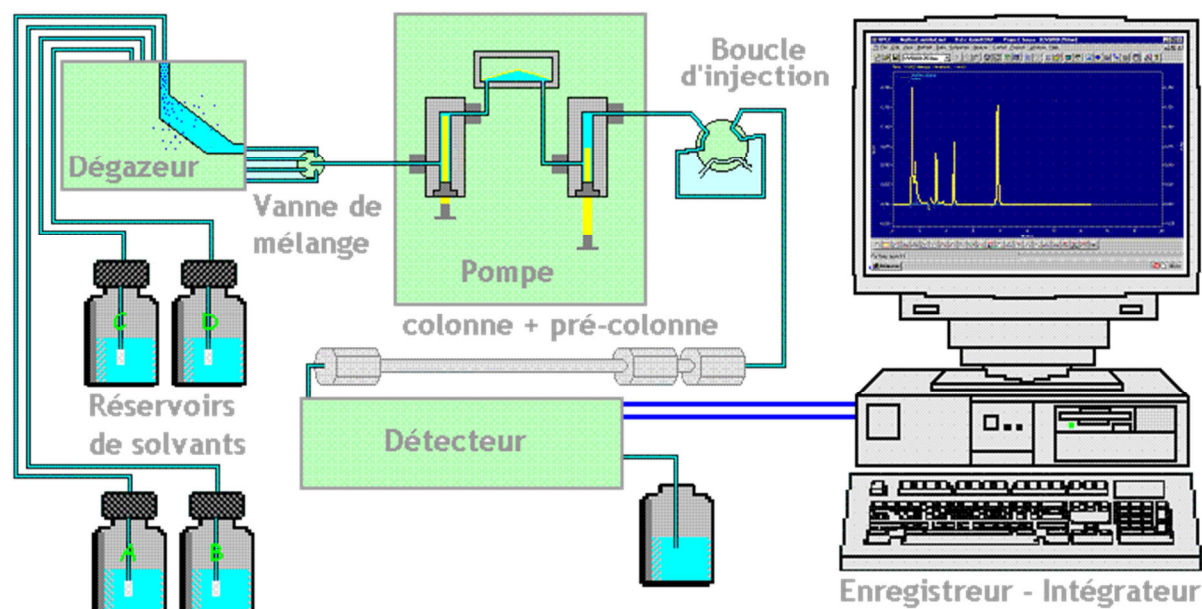 Dégazeur
Vanne de
mélange
Pompe
Boucle
d'injection
colonne + pré-colonne
C
D
Réservoirs
de solvants
Détecteur
A
B
Enregistreur - Intégrateur